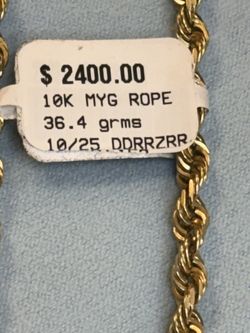 $ 2400.00
10K MYG ROPE
36.4 grms
10/25 DDRRZRR